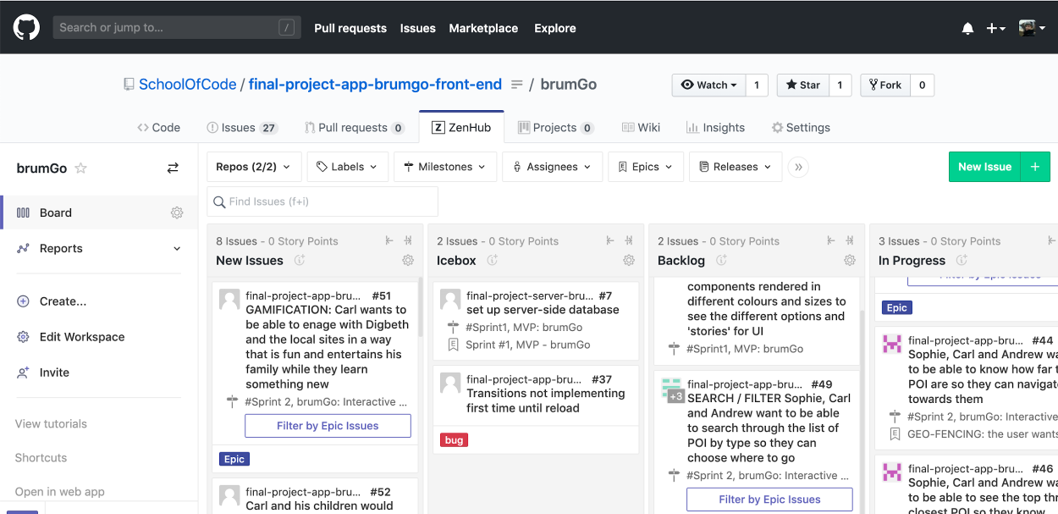 Search or jump to... /
Pull requests Issues Marketplace Explore
SchoolOfCode / final-project-app-brumgo-front-end / brumGo
Watch 1 Star 1 Fork 0
Code Issues 27 Pull requests 0 ZenHub Projects 0 Wiki Insights Settings
brumGo
Board
Reports
Create...
Edit Workspace
Invite
View tutorials
Shortcuts
Open in web app
Repos (2/2) Labels Milestones Assignees Epics Releases New Issue +
Find Issues (f+i)
8 Issues - 0 Story Points
New Issues
final-project-app-bru... #51
GAMIFICATION: Carl wants to
be able to enage with Digbeth
and the local sites in a way
that is fun and entertains his
family while they learn
something new
#Sprint 2, brumGo: Interactive ...
Filter by Epic Issues
Epic
final-project-app-bru... #52
Carl and his children would
2 Issues - 0 Story Points
Icebox
final-project-server-bru... #7
set up server-side database
#Sprint1, MVP: brumGo
Sprint #1, MVP - brumGo
final-project-app-bru... #37
Transitions not implementing
first time until reload
bug
2 Issues - 0 Story Points
Backlog
components rendered in
different colours and sizes to
see the different options and
'stories' for UI
#Sprint1, MVP: brumGo
+3
final-project-app-bru... #49
SEARCH / FILTER Sophie, Carl
and Andrew want to be able
to search through the list of
POI by type so they can
choose where to go
#Sprint 2, brumGo: Interactive ...
Filter by Epic Issues
3 Issues - 0 Story Points
In Progress
Filter by Epic Issues
Epic
final-project-app-bru... #44
Sophie, Carl and Andrew wa
to be able to know how far t
POI are so they can navigat
towards them
#Sprint 2, brumGo: Interactive
GEO-FENCING: the user wants
final-project-app-bru... #46
Sophie, Carl and Andrew wa
to be able to see the top thr
closest POI so they know